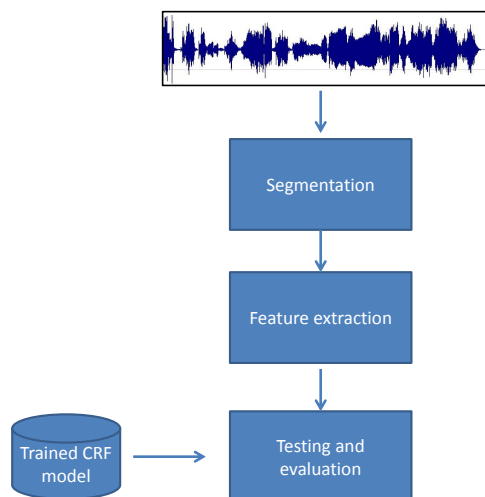 Segmentation
Feature extraction
Trained CRF
model
Testing and
evaluation